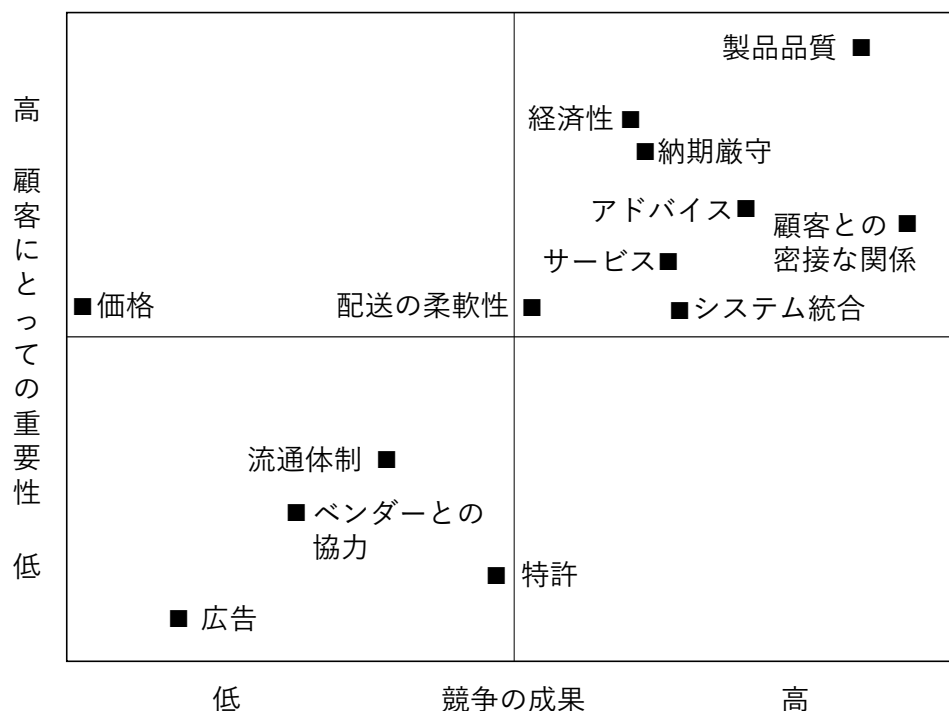 製品品質
経済性
納期厳守
アドバイス
顧客との
密接な関係
サービス
価格
配送の柔軟性
システム統合
流通体制
ベンダーとの
協力
特許
広告
高 顧客にとっての重要性 低
低 競争の成果 高